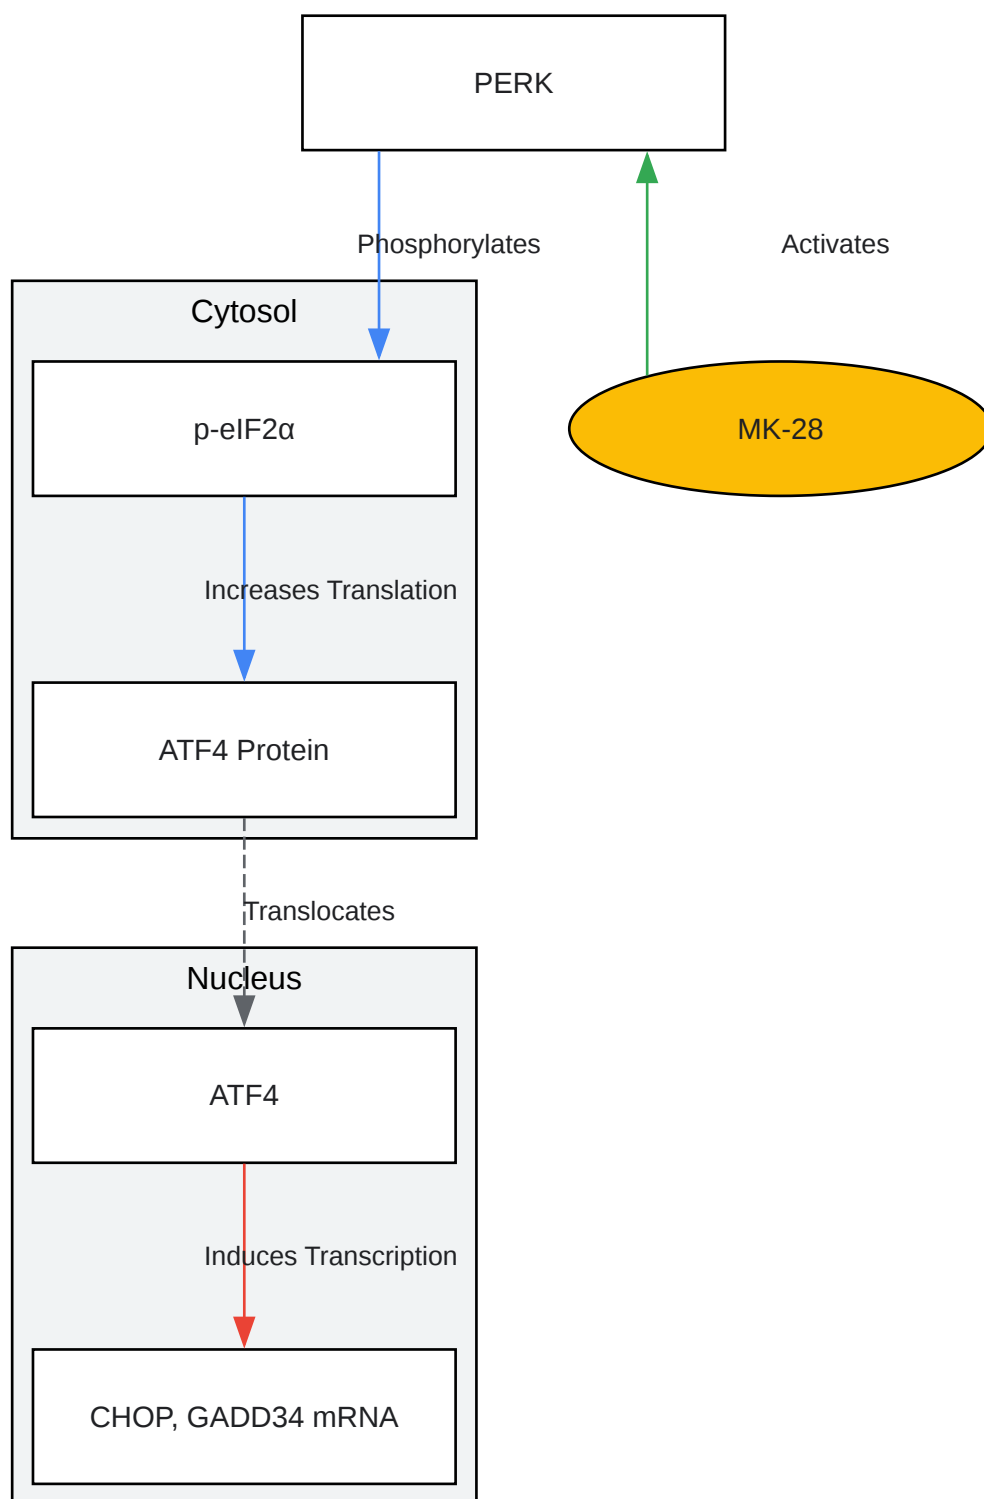 PERK
Phosphorylates
Activates
Cytosol
p-eIF2α
MK-28
Increases Translation
ATF4 Protein
Translocates
Nucleus
ATF4
Induces Transcription
CHOP, GADD34 mRNA